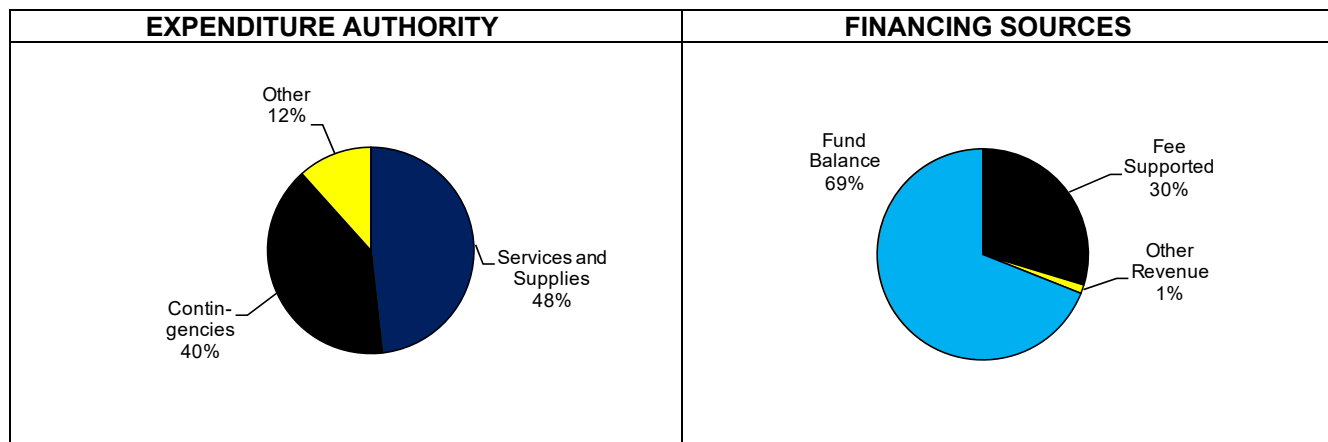 EXPENDITURE AUTHORITY
Other
12%
Services and
Supplies
48%
Contin-
gencies
40%
FINANCING SOURCES
Fund
Balance
69%
Fee
Supported
30%
Other
Revenue
1%